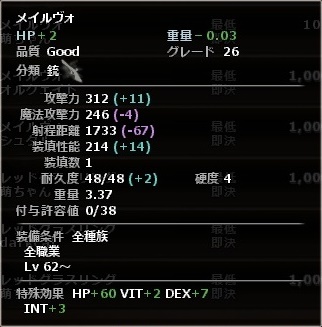 メイルヴォ
HP+2 重量-0.03
品質 Good グレード 26
分類 銃
攻撃力 312 (+11)
魔法攻撃力 246 (-4)
射程距離 1733 (-67)
装填性能 214 (+14)
装填数 1
耐久度 48/48 (+2) 硬度 4
重量 3.37
付与許容値 0/38
装備条件 全種族
全職業
Lv 62～
特殊効果 HP+60 VIT+2 DEX+7
INT+3